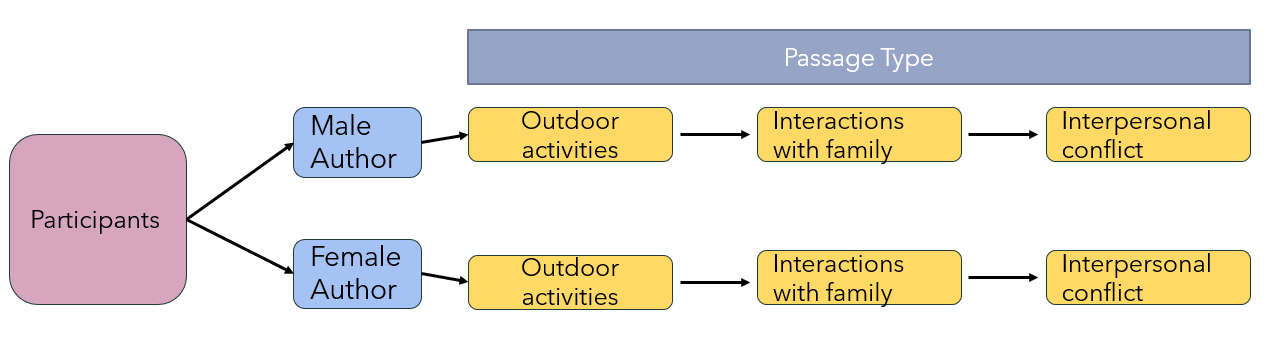 Passage Type
Male
Author
Outdoor
activities
Interactions
with family
Interpersonal
conflict
Participants
Female
Author
Outdoor
activities
Interactions
with family
Interpersonal
conflict